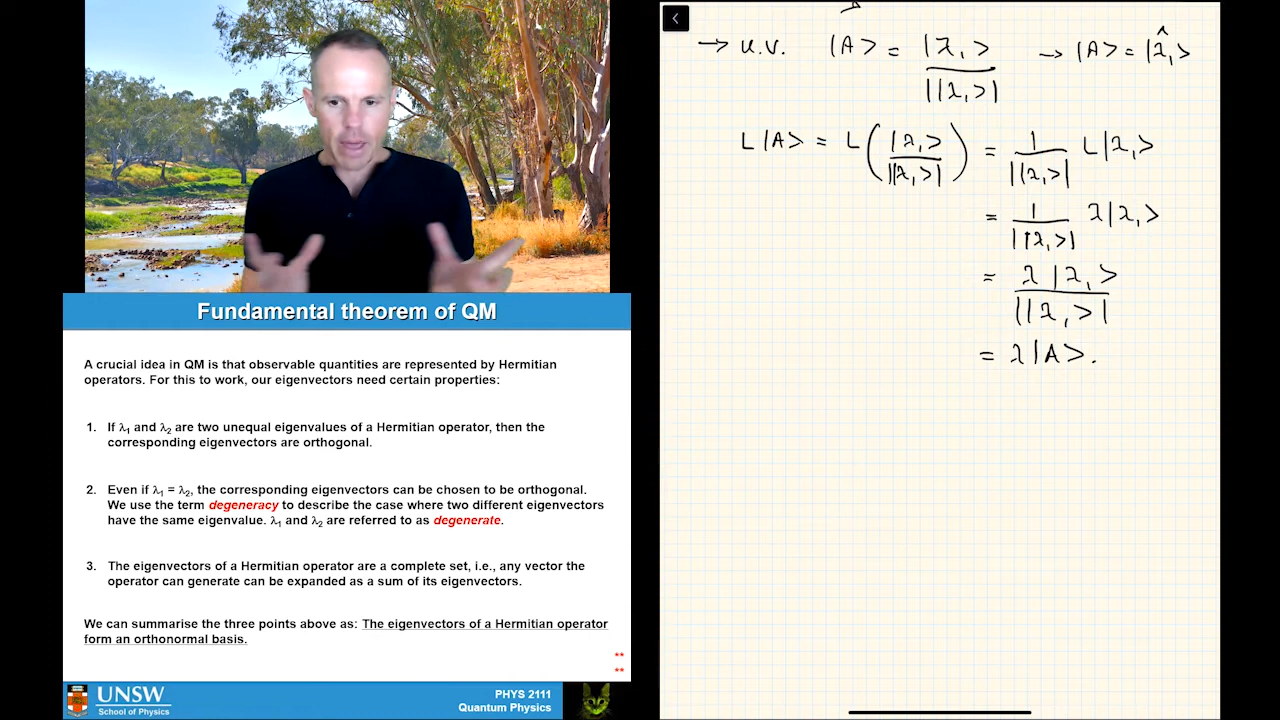 Fundamental theorem of QM
A crucial idea in QM is that observable quantities are represented by Hermitian
operators. For this to work, our eigenvectors need certain properties:
1. If λ₁ and λ₂ are two unequal eigenvalues of a Hermitian operator, then the
corresponding eigenvectors are orthogonal.
2. Even if λ₁ = λ₂, the corresponding eigenvectors can be chosen to be orthogonal.
We use the term degeneracy to describe the case where two different eigenvectors
have the same eigenvalue. λ₁ and λ₂ are referred to as degenerate.
3. The eigenvectors of a Hermitian operator are a complete set, i.e., any vector the
operator can generate can be expanded as a sum of its eigenvectors.
We can summarise the three points above as: The eigenvectors of a Hermitian operator
form an orthonormal basis.
**
**
UNSW
School of Physics
PHYS 2111
Quantum Physics
→ u.v. |A> = |λ₁> / ||λ₁>| → |A> = |λ̂₁>
L|A> = L(|λ₁> / ||λ₁>|) = 1 / ||λ₁>| L|λ₁>
= 1 / ||λ₁>| λ|λ₁>
= λ|λ₁> / ||λ₁>|
= λ|A>.